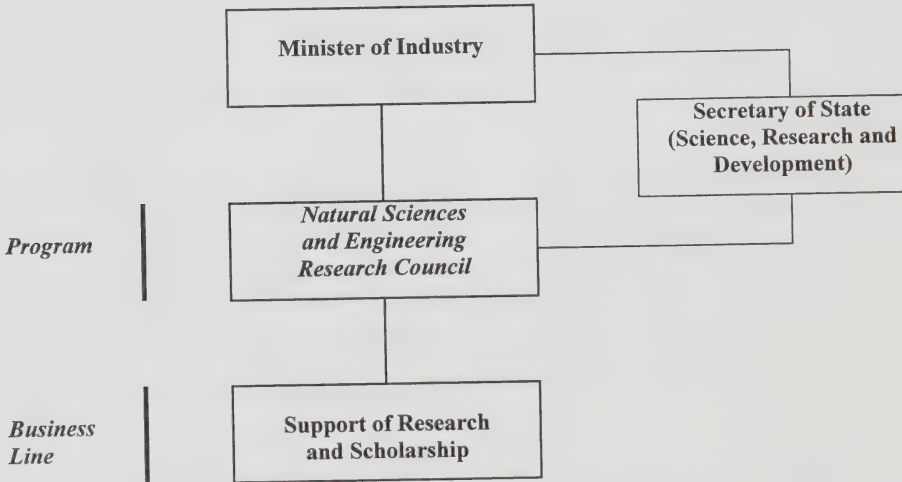 Minister of Industry
Secretary of State
(Science, Research and
Development)
Program
Natural Sciences
and Engineering
Research Council
Business
Line
Support of Research
and Scholarship